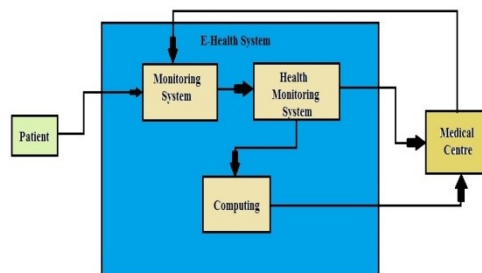 E-Health System
Monitoring
System
Health
Monitoring
System
Patient
Medical
Centre
Computing